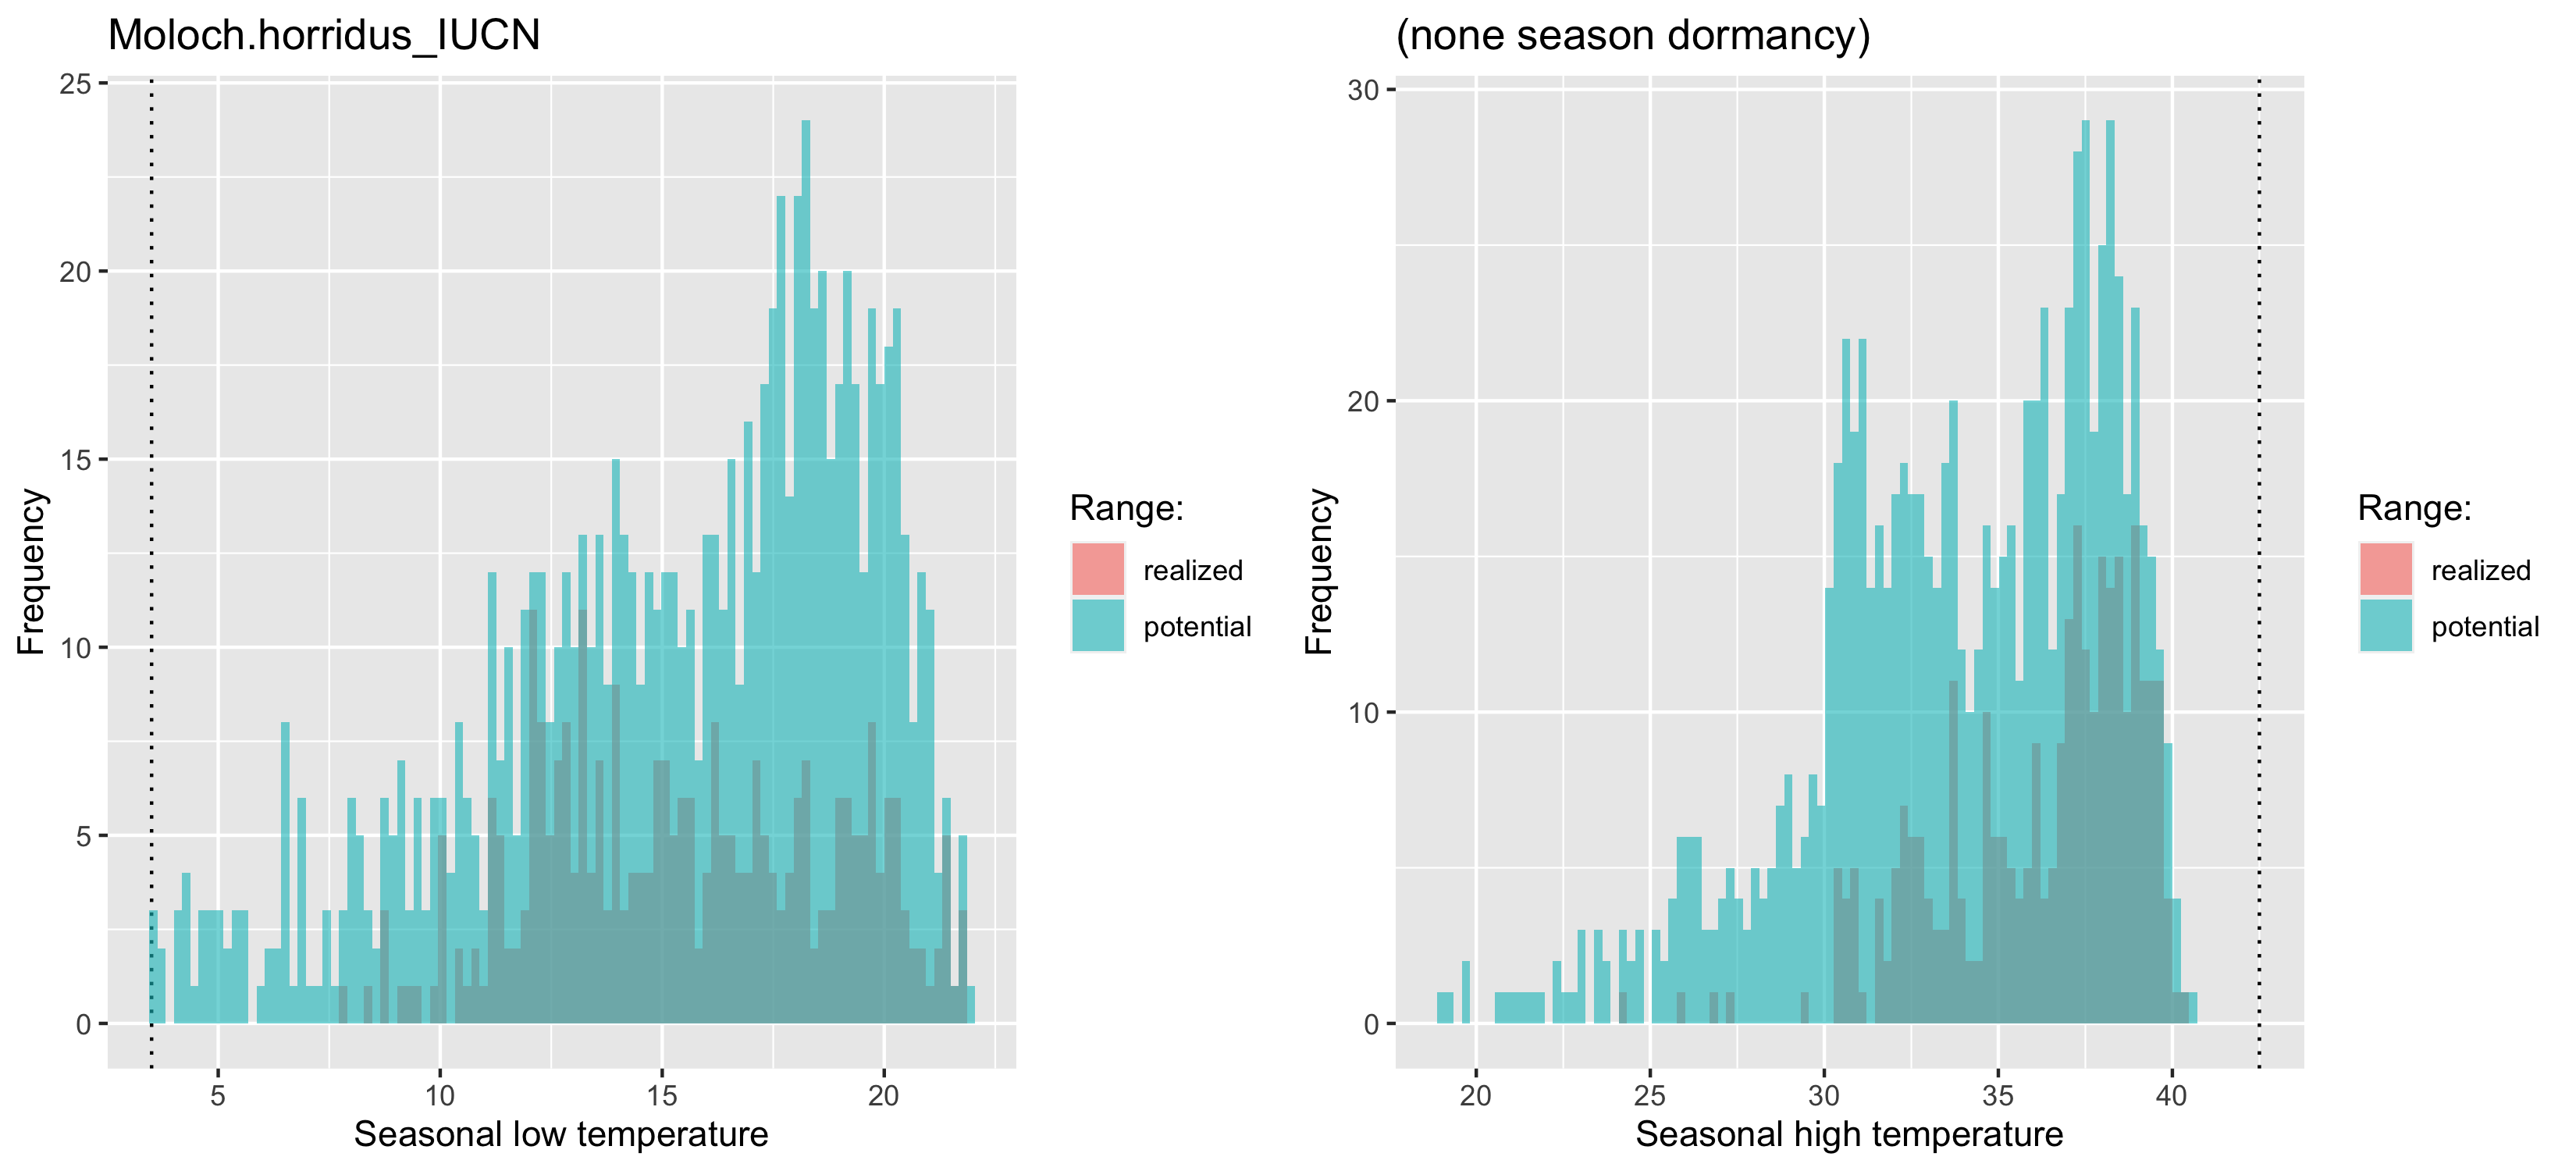 Moloch.horridus_IUCN
25
20
15
10
5
0
Frequency
5 10 15 20
Seasonal low temperature
Range:
realized
potential
(none season dormancy)
30
20
10
0
Frequency
20 25 30 35 40
Seasonal high temperature
Range:
realized
potential